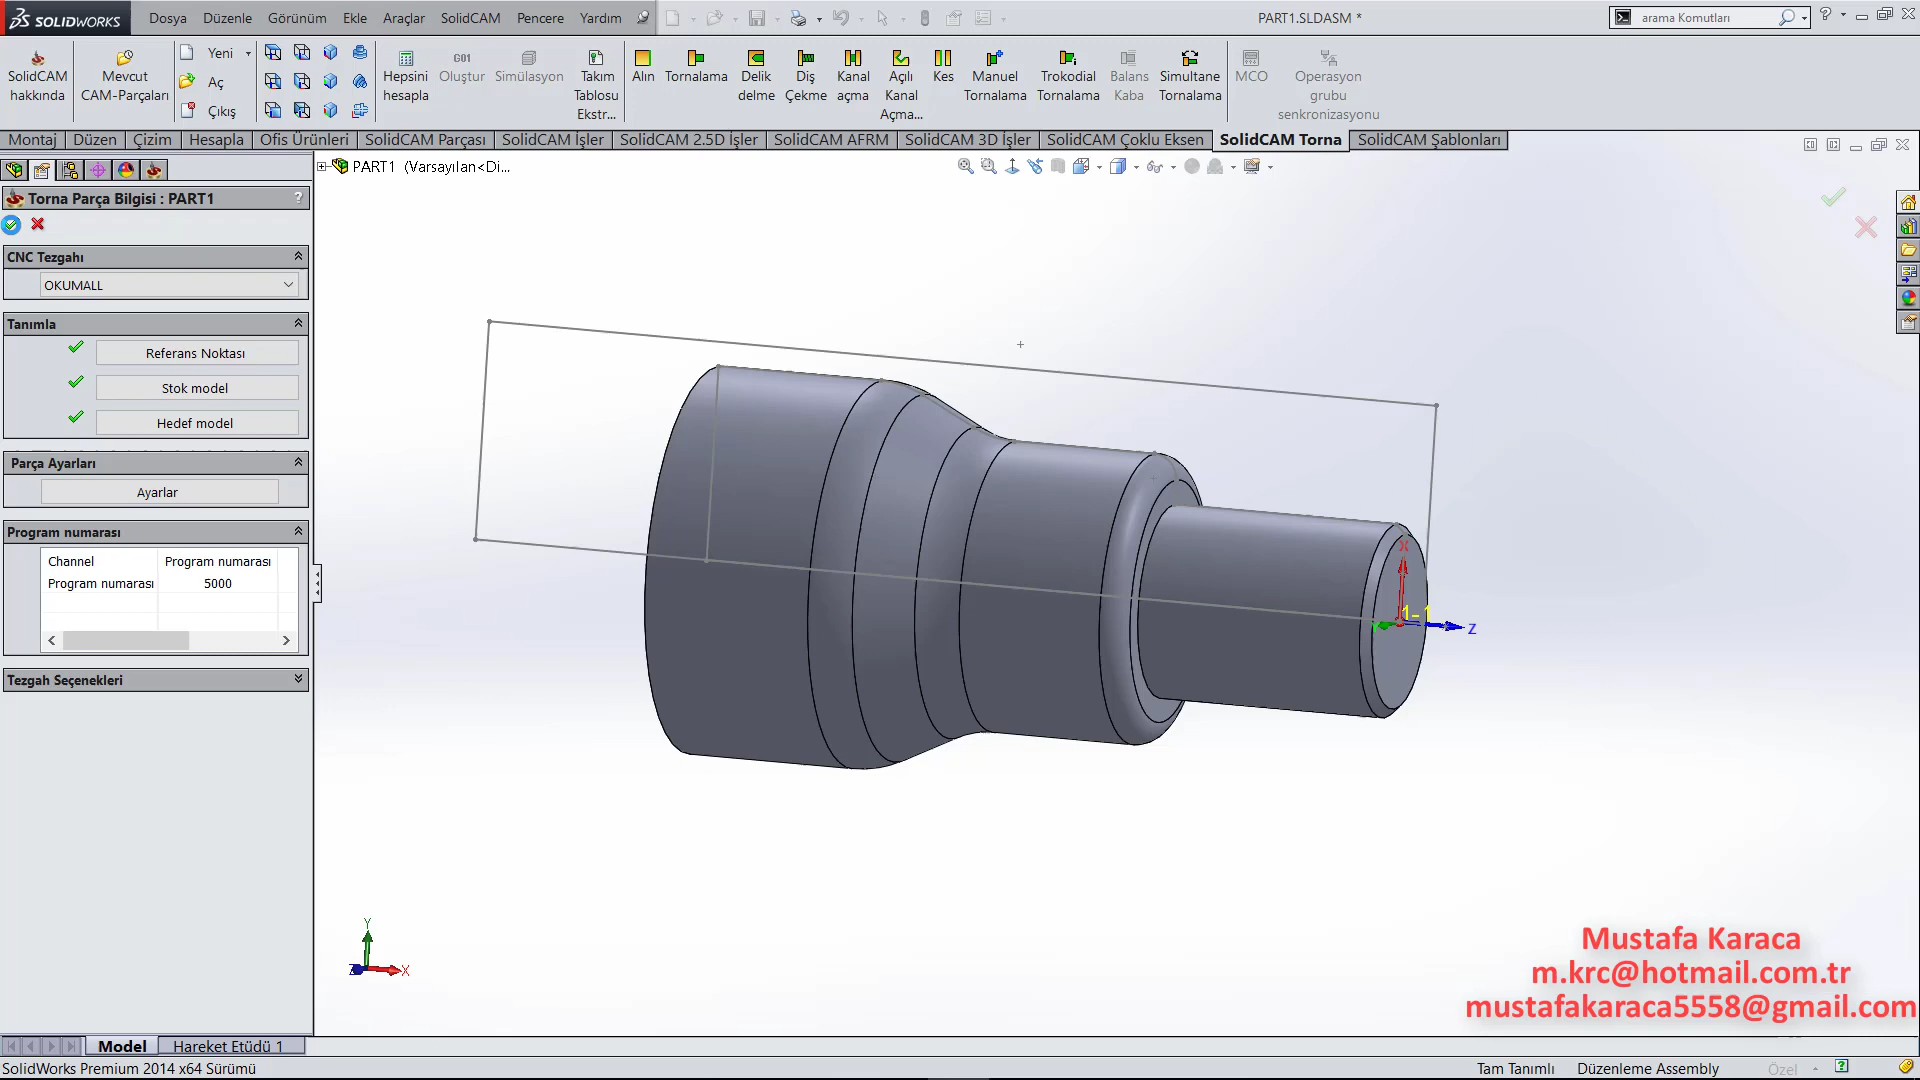 SOLIDWORKS
Dosya Düzenle Görünüm Ekle Araçlar SolidCAM Pencere Yardım
PART1.SLDASM *
arama Komutları
SolidCAM hakkında
Mevcut CAM-Parçaları
Yeni
Aç
Çıkış
Hepsini hesapla
G01
Oluştur
Simülasyon
Takım Tablosu Ekstr...
Alın
Tornalama
Delik delme
Diş Çekme
Kanal açma
Açılı Kanal Açma...
Kes
Manuel Tornalama
Trokodial Tornalama
Balans Kaba
Simultane Tornalama
MCO
Operasyon grubu senkronizasyonu
Montaj Düzen Çizim Hesapla Ofis Ürünleri SolidCAM Parçası SolidCAM İşler SolidCAM 2.5D İşler SolidCAM AFRM SolidCAM 3D İşler SolidCAM Çoklu Eksen SolidCAM Torna SolidCAM Şablonları
PART1 (Varsayılan<Di...
Torna Parça Bilgisi : PART1 ?
CNC Tezgahı
OKUMALL
Tanımla
Referans Noktası
Stok model
Hedef model
Parça Ayarları
Ayarlar
Program numarası
Channel Program numarası
Program numarası 5000
Tezgah Seçenekleri
X
1-1
Z
Y
Z X
Mustafa Karaca
m.krc@hotmail.com.tr
mustafakaraca5558@gmail.com
Model Hareket Etüdü 1
SolidWorks Premium 2014 x64 Sürümü
Tam Tanımlı Düzenleme Assembly Özel